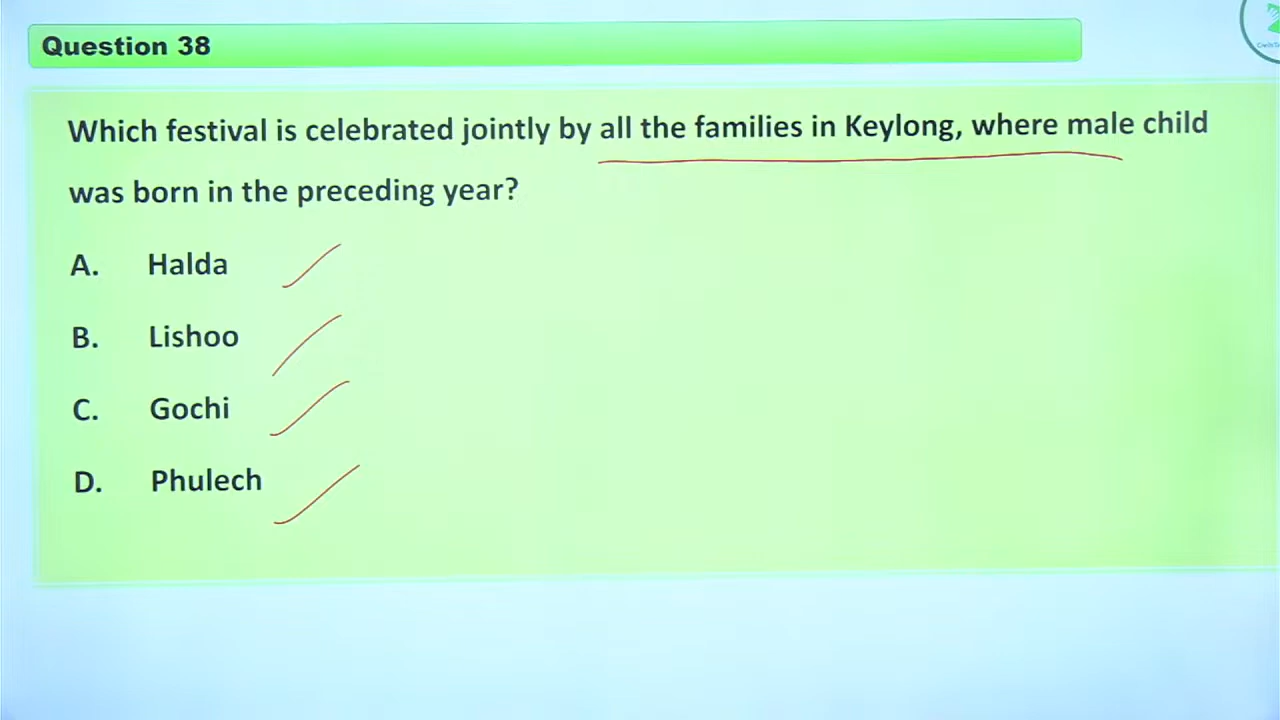 Question 38
Which festival is celebrated jointly by all the families in Keylong, where male child
was born in the preceding year?
A. Halda
B. Lishoo
C. Gochi
D. Phulech